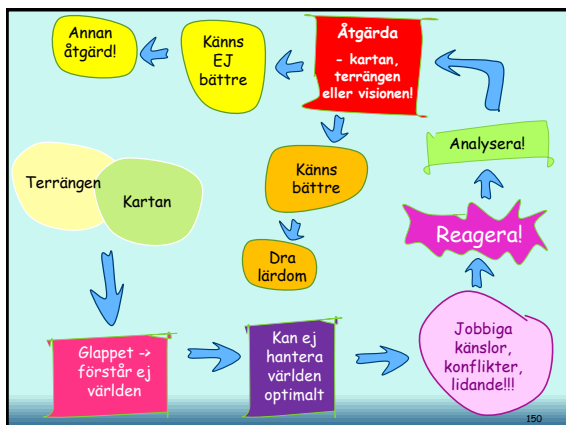 Annan
åtgärd!
Känns
EJ
bättre
Åtgärda
- kartan,
terrängen
eller visionen!
Analysera!
Känns
bättre
Terrängen
Kartan
Reagera!
Dra
lärdom
Glappet ->
förstår ej
världen
Kan ej
hantera
världen
optimalt
Jobbiga
känslor,
konflikter,
lidande!!!
150